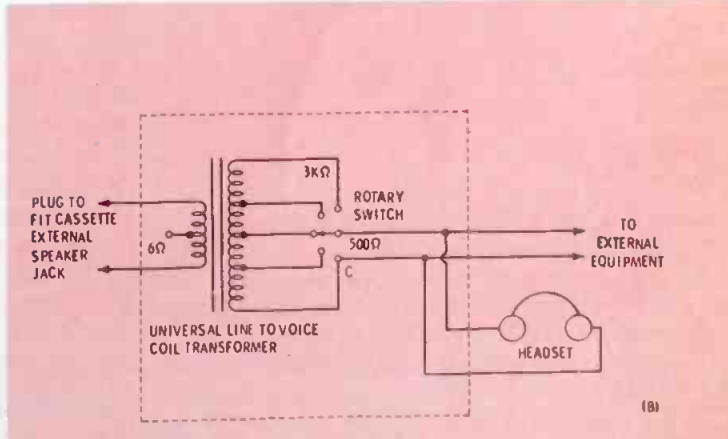 3KΩ
PLUG TO
FIT CASSETTE
EXTERNAL
SPEAKER
JACK
6Ω
ROTARY
SWITCH
500Ω
C
TO
EXTERNAL
EQUIPMENT
UNIVERSAL LINE TO VOICE
COIL TRANSFORMER
HEADSET
(B)